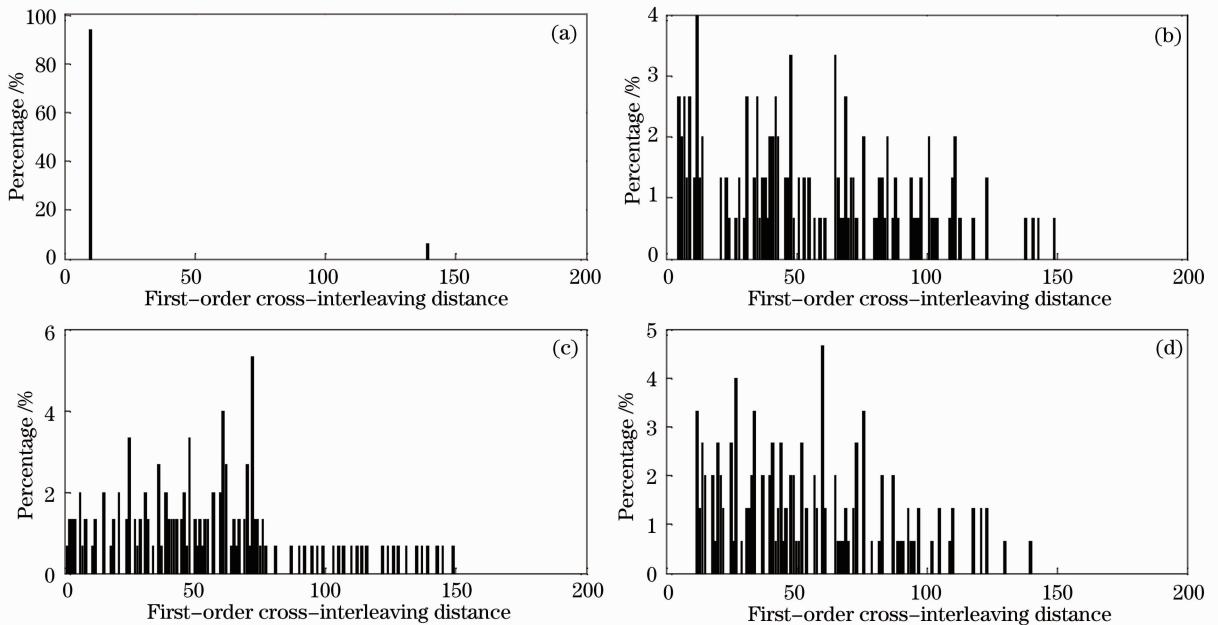 100
80
60
40
20
0
Percentage /%
(a)
0 50 100 150 200
First-order cross-interleaving distance
4
3
2
1
0
Percentage /%
(b)
0 50 100 150 200
First-order cross-interleaving distance
6
4
2
0
Percentage /%
(c)
0 50 100 150 200
First-order cross-interleaving distance
5
4
3
2
1
0
Percentage /%
(d)
0 50 100 150 200
First-order cross-interleaving distance